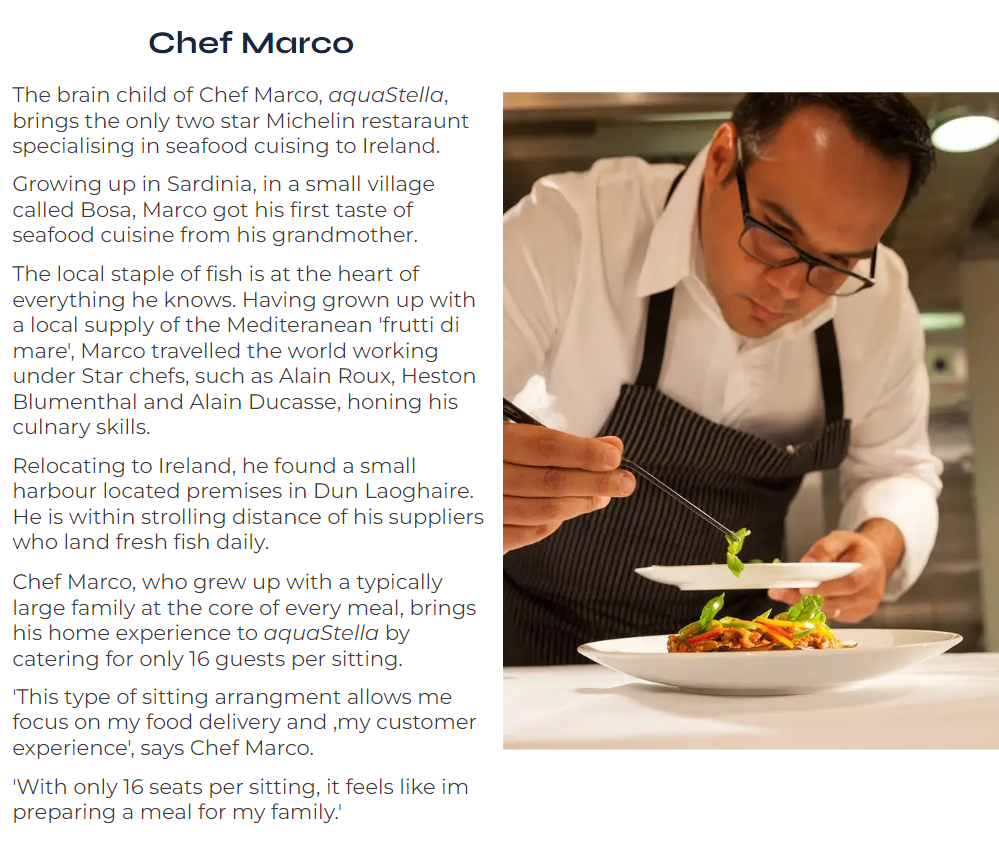 Chef Marco
The brain child of Chef Marco, aquaStella,
brings the only two star Michelin restaraunt
specialising in seafood cuising to Ireland.
Growing up in Sardinia, in a small village
called Bosa, Marco got his first taste of
seafood cuisine from his grandmother.
The local staple of fish is at the heart of
everything he knows. Having grown up with
a local supply of the Mediteranean 'frutti di
mare', Marco travelled the world working
under Star chefs, such as Alain Roux, Heston
Blumenthal and Alain Ducasse, honing his
culnary skills.
Relocating to Ireland, he found a small
harbour located premises in Dun Laoghaire.
He is within strolling distance of his suppliers
who land fresh fish daily.
Chef Marco, who grew up with a typically
large family at the core of every meal, brings
his home experience to aquaStella by
catering for only 16 guests per sitting.
'This type of sitting arrangment allows me
focus on my food delivery and ,my customer
experience', says Chef Marco.
'With only 16 seats per sitting, it feels like im
preparing a meal for my family.'